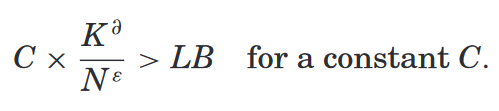 C × K^∂ / N^ε > LB for a constant C.